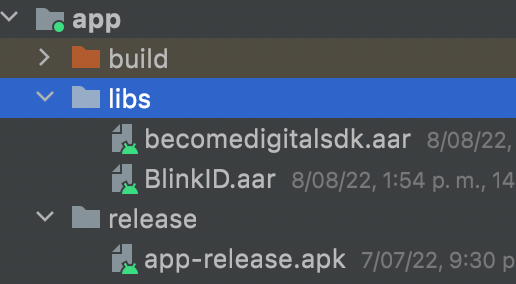 app
build
libs
becomedigitalsdk.aar 8/08/22,
BlinkID.aar 8/08/22, 1:54 p. m., 14
release
app-release.apk 7/07/22, 9:30 p